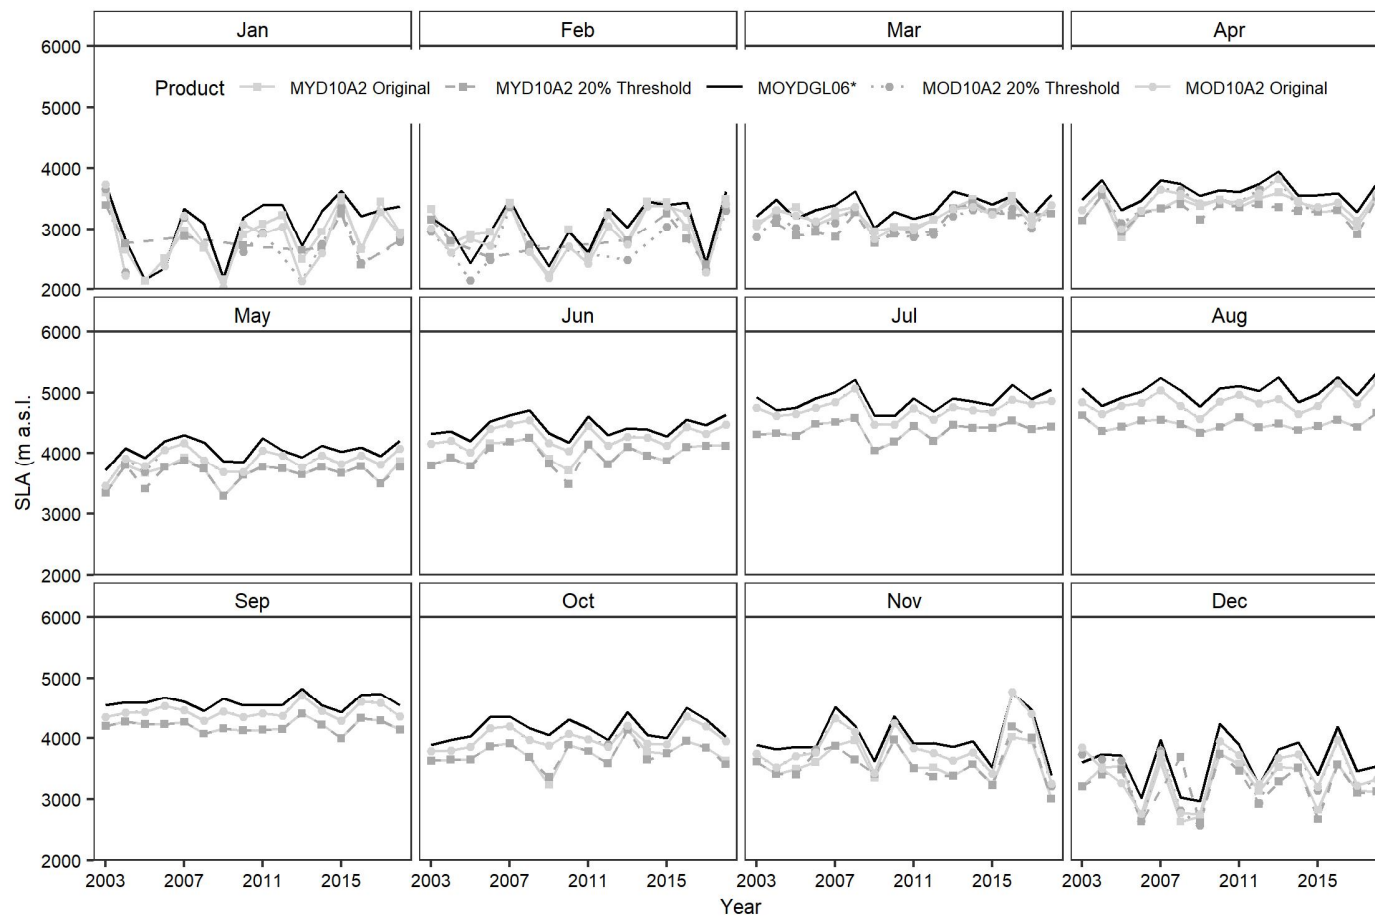 Jan Feb Mar Apr
6000
Product MYD10A2 Original MYD10A2 20% Threshold MOYDGL06* MOD10A2 20% Threshold MOD10A2 Original
5000
4000
3000
2000
May Jun Jul Aug
6000
5000
4000
3000
2000
SLA (m a.s.l.)
Sep Oct Nov Dec
6000
5000
4000
3000
2000
2003 2007 2011 2015 2003 2007 2011 2015 2003 2007 2011 2015 2003 2007 2011 2015
Year